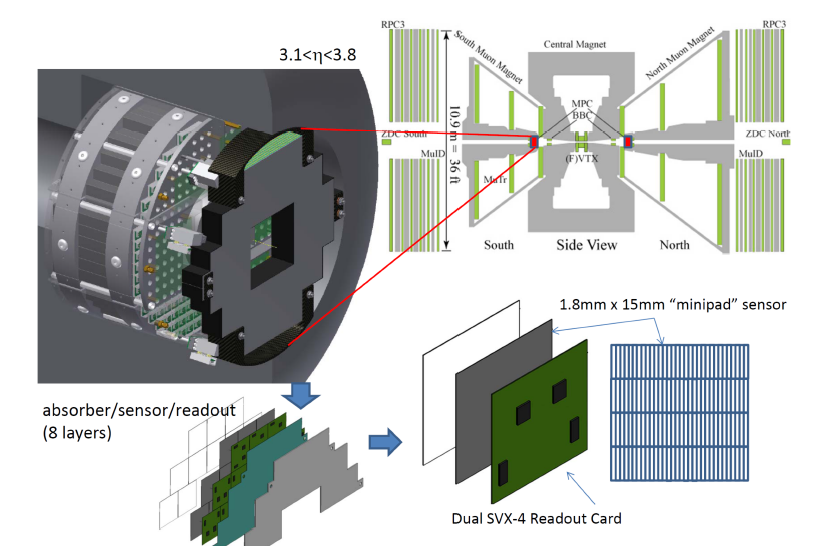 3.1<η<3.8
RPC3
South Muon Magnet
Central Magnet
North Muon Magnet
RPC3
10.9 m = 36 ft
MPC
BBC
ZDC South
ZDC North
MuID
(F)VTX
MuID
MuTr
South
Side View
North
1.8mm x 15mm “minipad” sensor
absorber/sensor/readout
(8 layers)
Dual SVX-4 Readout Card